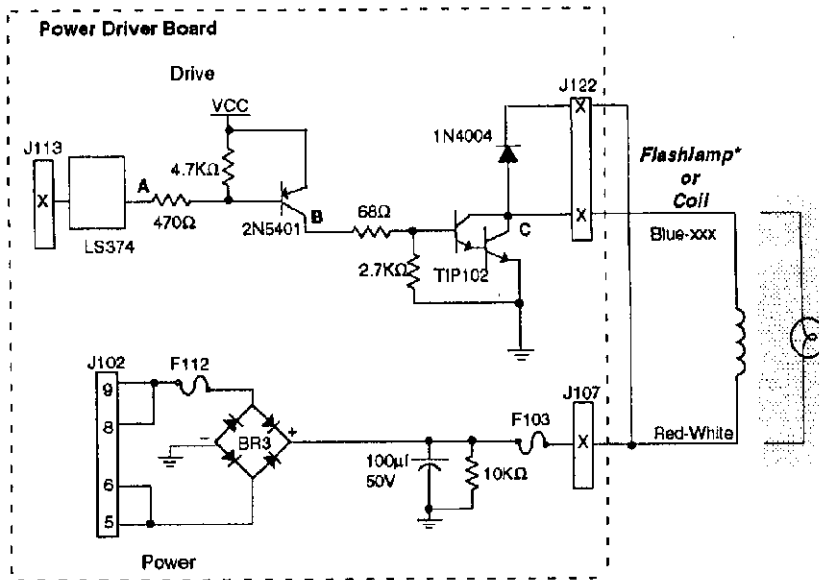 Power Driver Board
Drive
VCC
J113
X
LS374
A
470Ω
4.7KΩ
2N5401
B
68Ω
2.7KΩ
TIP102
C
1N4004
J122
X
X
Flashlamp*
or
Coil
Blue-xxx
J102
9
8
6
5
F112
BR3
-
+
100µf
50V
10KΩ
F103
J107
X
Red-White
Power